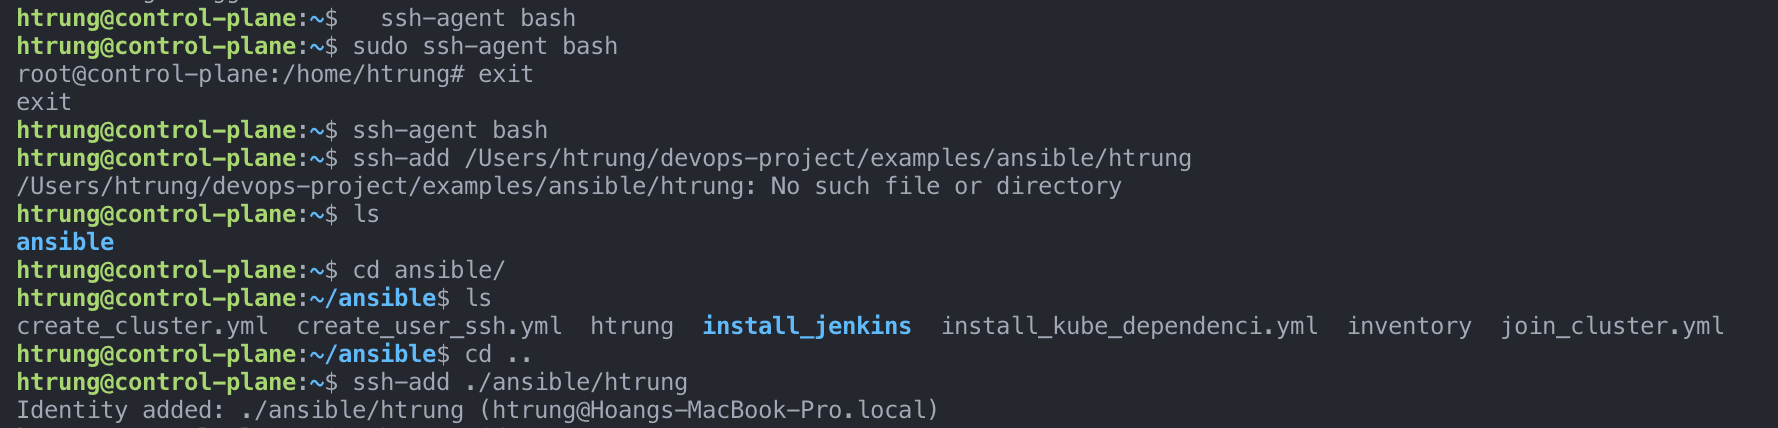 htrung@control-plane:~$   ssh-agent bash
htrung@control-plane:~$ sudo ssh-agent bash
root@control-plane:/home/htrung# exit
exit
htrung@control-plane:~$ ssh-agent bash
htrung@control-plane:~$ ssh-add /Users/htrung/devops-project/examples/ansible/htrung
/Users/htrung/devops-project/examples/ansible/htrung: No such file or directory
htrung@control-plane:~$ ls
ansible
htrung@control-plane:~$ cd ansible/
htrung@control-plane:~/ansible$ ls
create_cluster.yml  create_user_ssh.yml  htrung  install_jenkins  install_kube_dependenci.yml  inventory  join_cluster.yml
htrung@control-plane:~/ansible$ cd ..
htrung@control-plane:~$ ssh-add ./ansible/htrung
Identity added: ./ansible/htrung (htrung@Hoangs-MacBook-Pro.local)